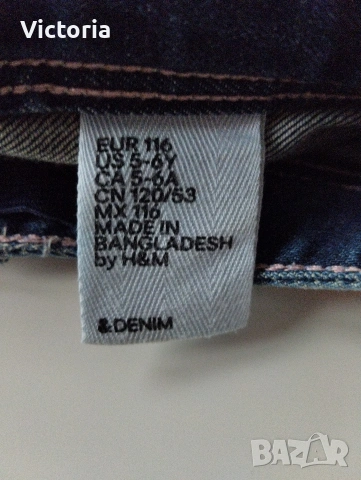 Victoria
EUR 116
US 5-6Y
CA 5-6A
CN 120/53
MX 116
MADE IN
BANGLADESH
by H&M
&DENIM
BAZAR